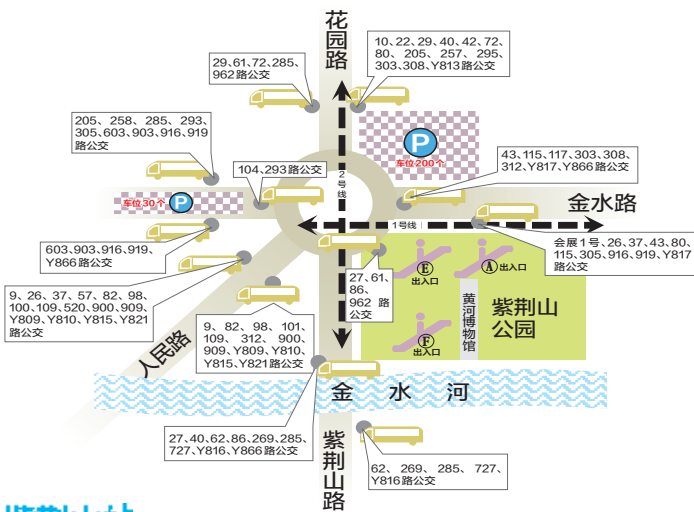 花园路
29、61、72、285、
962路公交
10、22、29、40、42、72、
80、205、257、295、
303、308、Y813路公交
205、258、285、293、
305、603、903、916、919
路公交
P
车位200个
43、115、117、303、308、
312、Y817、Y866路公交
104、293路公交
2号线
车位30个
P
金水路
1号线
603、903、916、919、
Y866路公交
会展1号、26、37、43、80、
115、305、916、919、Y817
路公交
E
出入口
A
出入口
27、61、
86、
962 路
公交
9、26、37、57、82、98、
100、109、520、900、909、
Y809、Y810、Y815、Y821
路公交
黄河博物馆
紫荆山
公园
9、82、98、101、
109、312、900、
909、Y809、Y810、
Y815、Y821路公交
F
出入口
人民路
金水河
27、40、62、86、269、285、
727、Y816、Y866路公交
紫荆山路
62、269、285、727、
Y816路公交